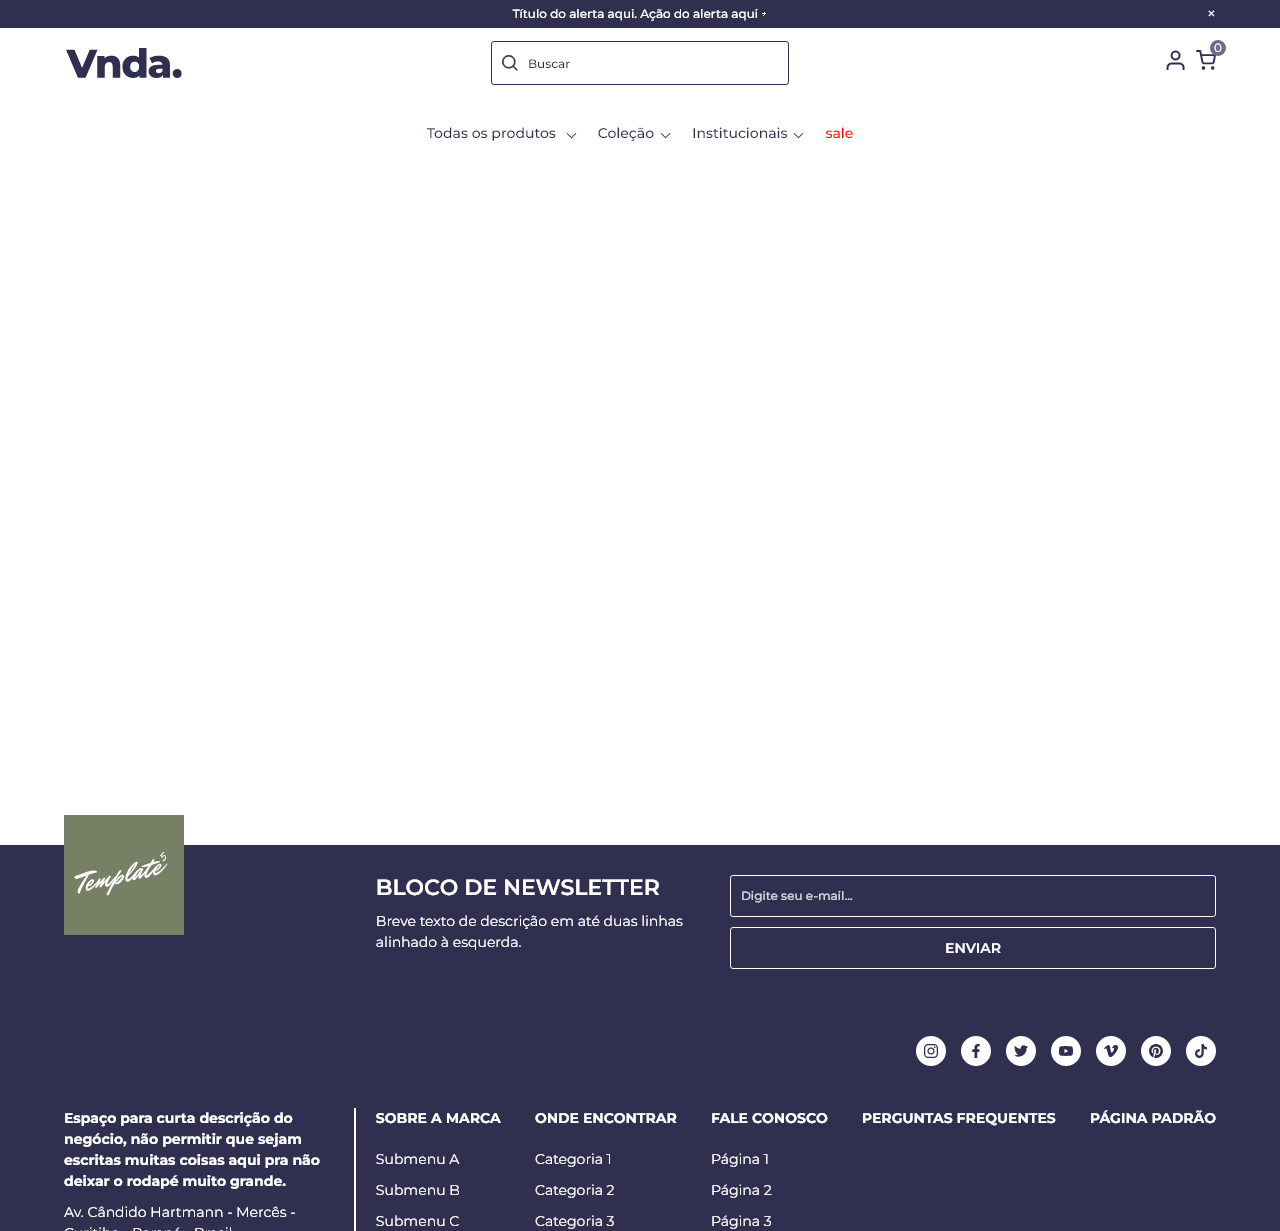 Título do alerta aqui. Ação do alerta aqui +
×
Vnda.
Buscar
0
Todas os produtos
Coleção
Institucionais
sale
Templates
BLOCO DE NEWSLETTER
Breve texto de descrição em até duas linhas
alinhado à esquerda.
Digite seu e-mail...
ENVIAR
Espaço para curta descrição do
negócio, não permitir que sejam
escritas muitas coisas aqui pra não
deixar o rodapé muito grande.
Av. Cândido Hartmann - Mercês -
Curitiba - Paraná - Brasil
SOBRE A MARCA
Submenu A
Submenu B
Submenu C
ONDE ENCONTRAR
Categoria 1
Categoria 2
Categoria 3
FALE CONOSCO
Página 1
Página 2
Página 3
PERGUNTAS FREQUENTES
PÁGINA PADRÃO